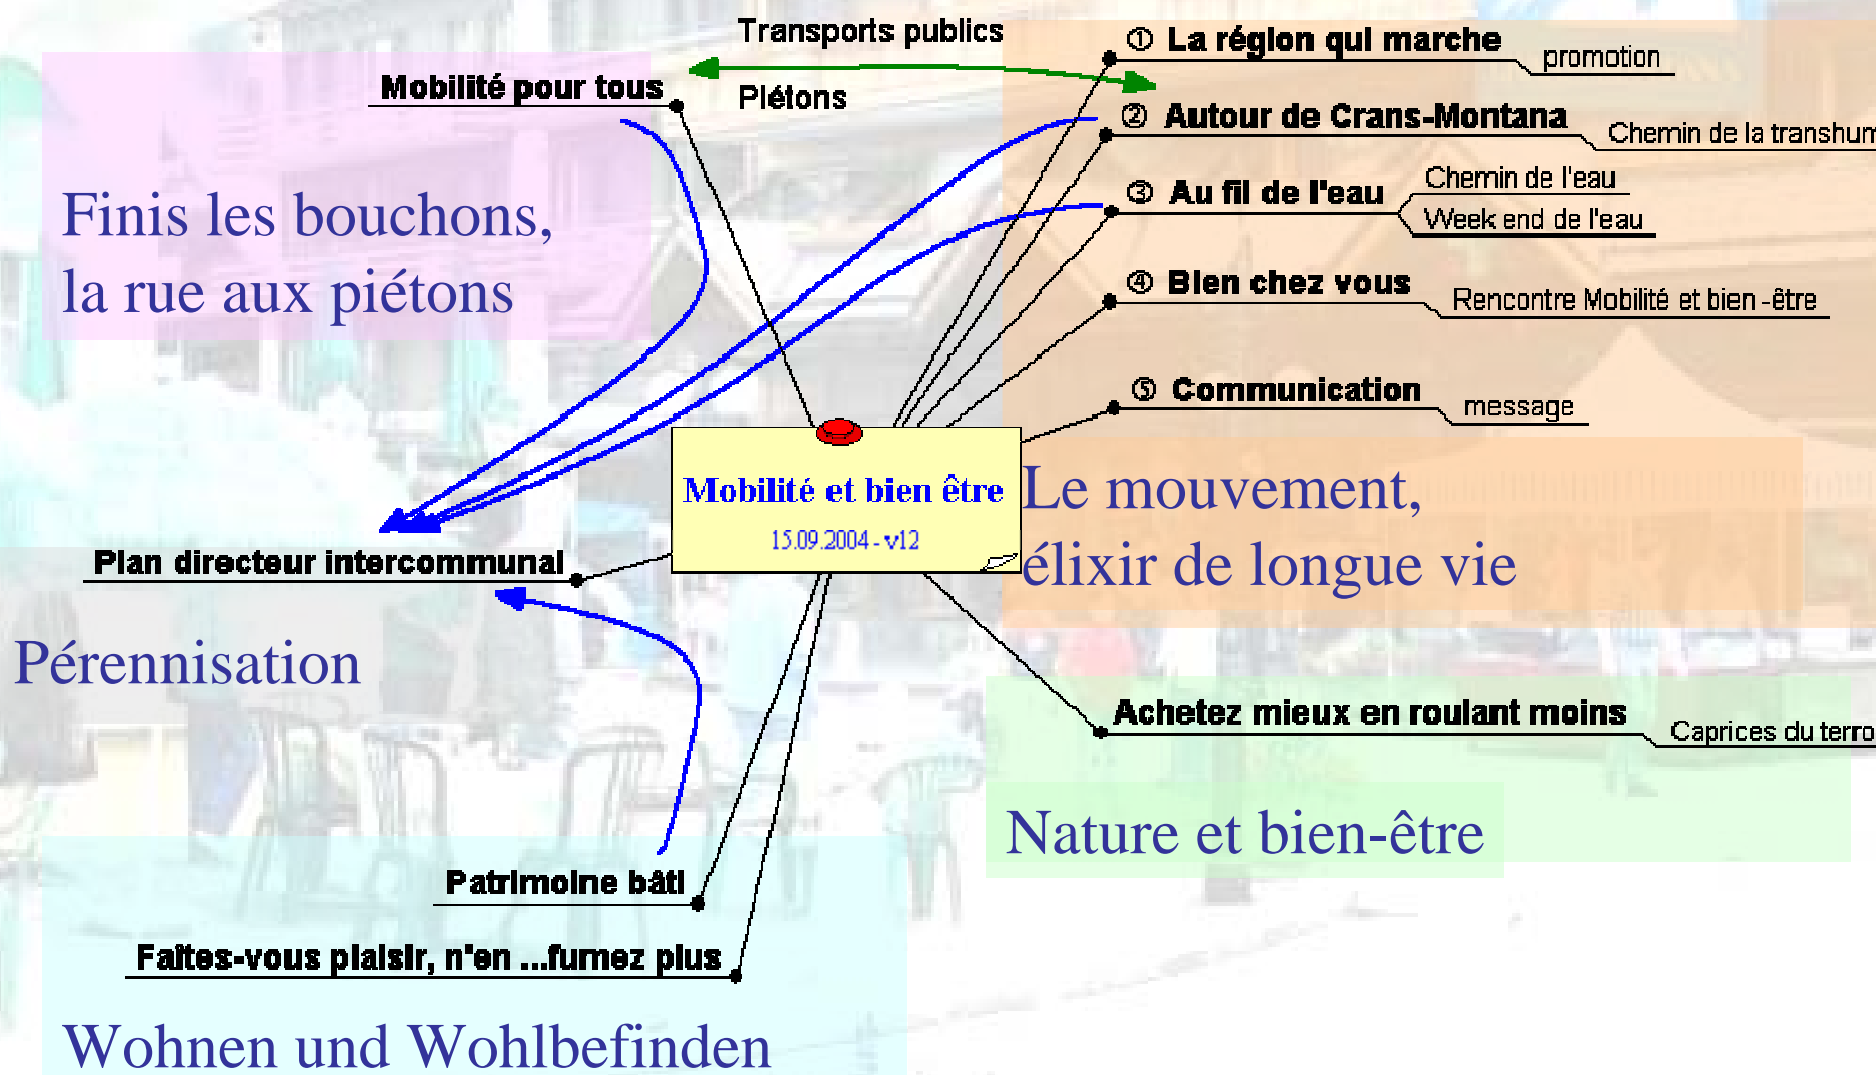 Transports publics
Piétons
Mobilité pour tous
Finis les bouchons,
la rue aux piétons
① La région qui marche
promotion
② Autour de Crans-Montana
Chemin de la
③ Au fil de l'eau
Chemin de l'eau
Week end de l'eau
④ Bien chez vous
Rencontre Mobilité et bien -être
⑤ Communication
message
Mobilité et bien être
15.09.2004 - v12
Le mouvement,
élixir de longue vie
Plan directeur intercommunal
Pérennisation
Achetez mieux en roulant moins
Caprices du
Nature et bien-être
Patrimoine bâti
Faîtes-vous plaisir, n'en ...fumez plus
Wohnen und Wohlbefinden